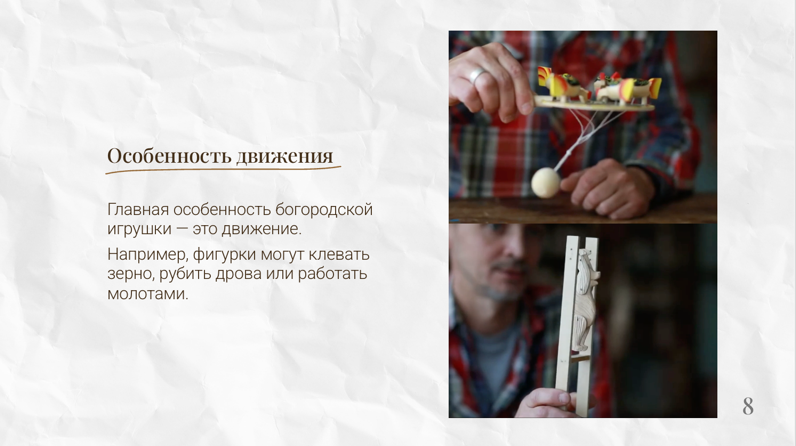 Особенность движения
Главная особенность богородской
игрушки — это движение.
Например, фигурки могут клевать
зерно, рубить дрова или работать
молотами.
8